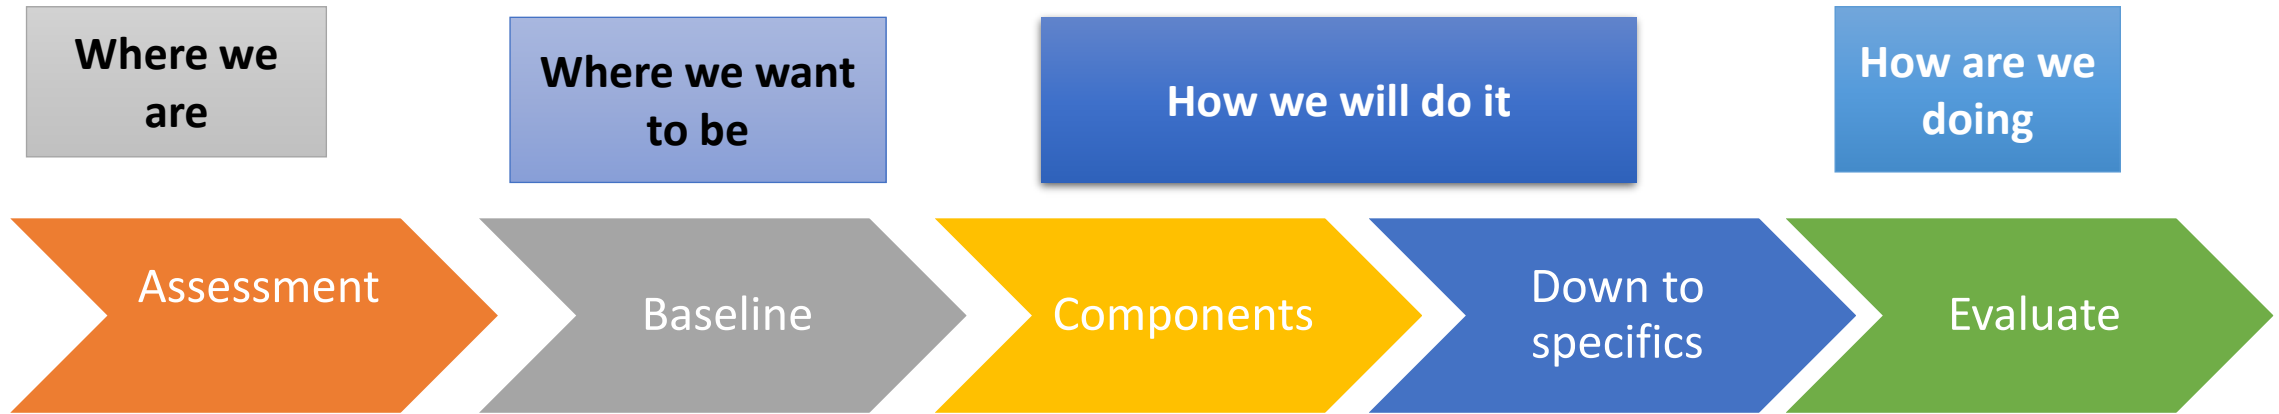 Where we
are
Where we want
to be
How we will do it
How are we
doing
Assessment
Baseline
Components
Down to
specifics
Evaluate